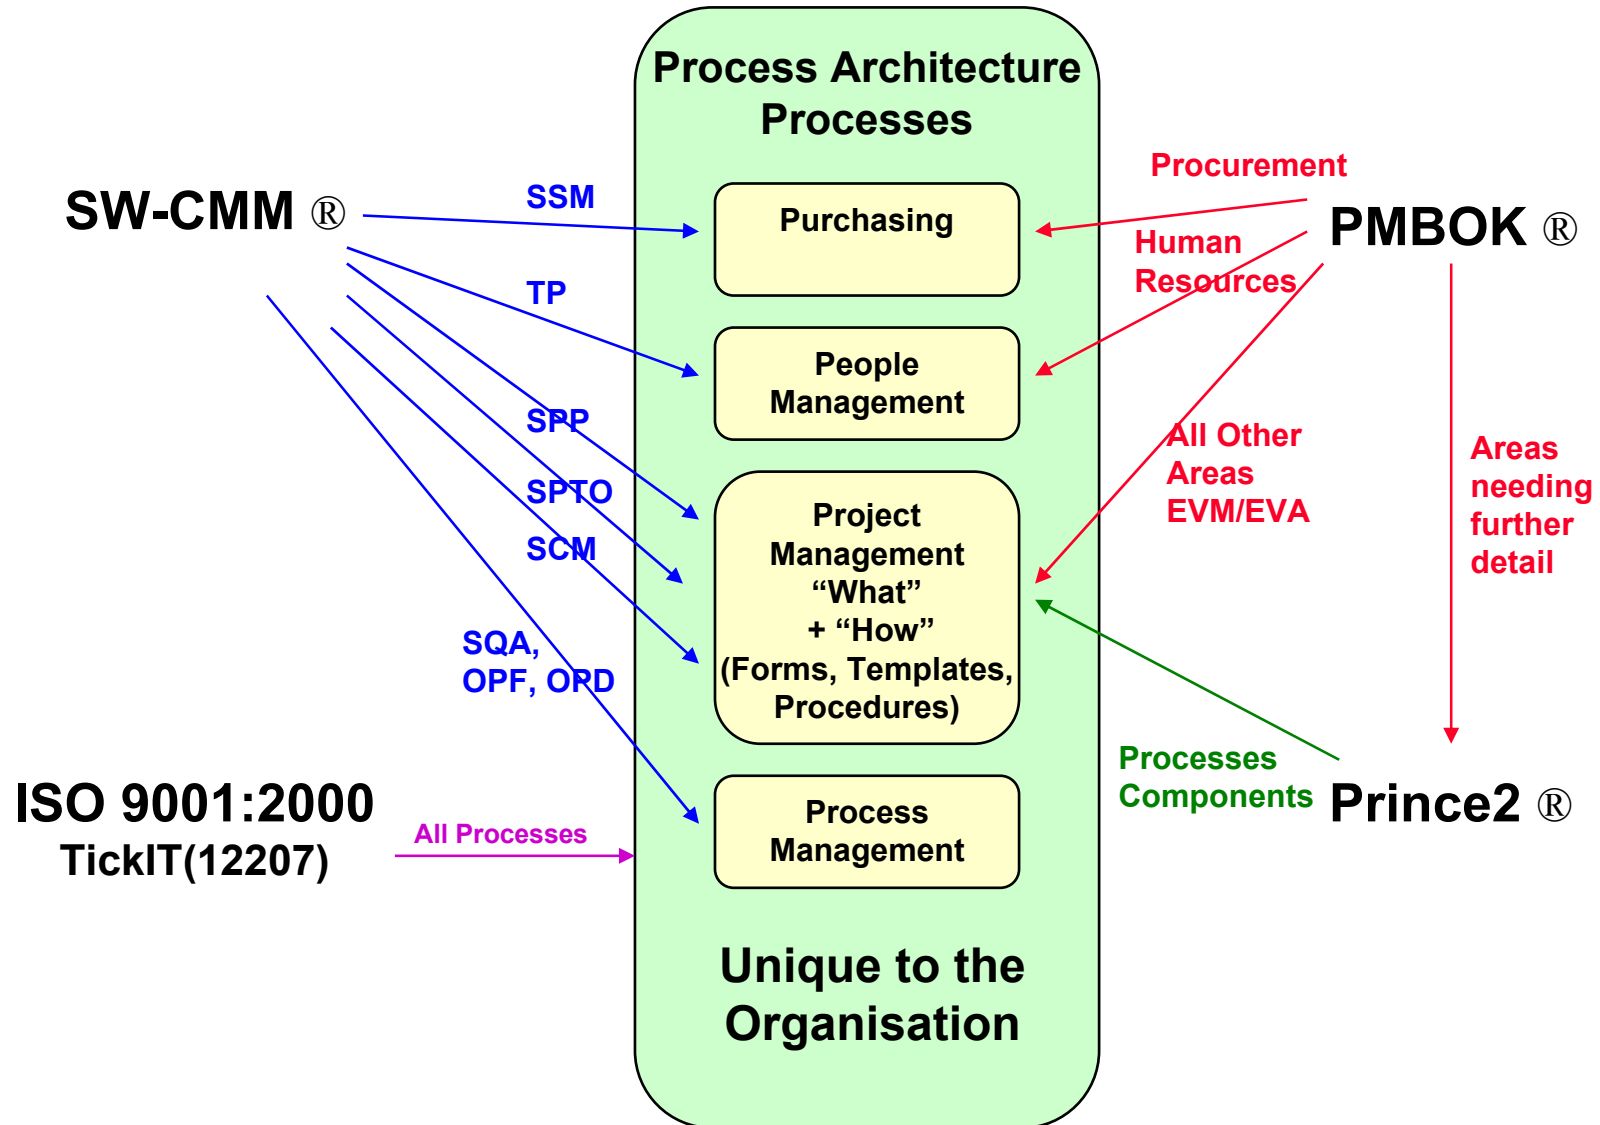 Process Architecture
Processes
SW-CMM ®
SSM
TP
SPP
SPTO
SCM
SQA,
OPF, OPD
ISO 9001:2000
TickIT(12207)
All Processes
Purchasing
People
Management
Project
Management
“What”
+ “How”
(Forms, Templates,
Procedures)
Process
Management
Unique to the
Organisation
Procurement
PMBOK ®
Human
Resources
All Other
Areas
EVM/EVA
Areas
needing
further
detail
Processes
Components
Prince2 ®